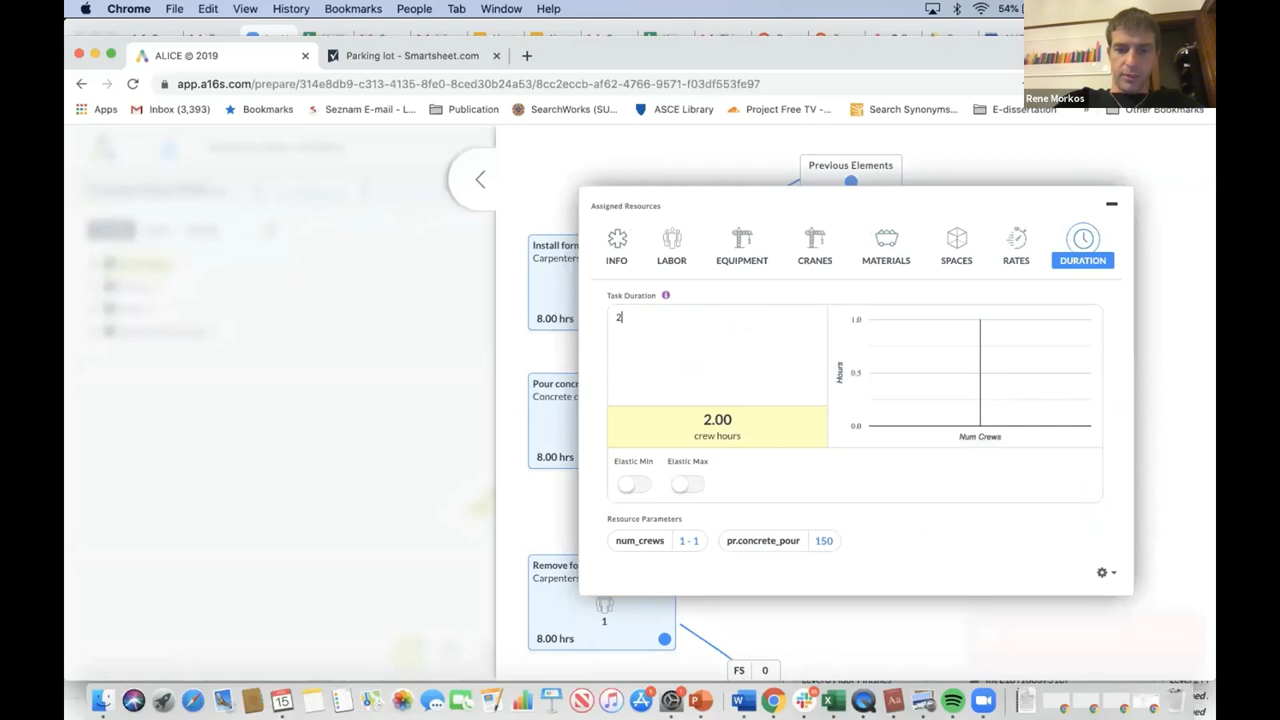 Chrome File Edit View History Bookmarks People Tab Window Help 54%
ALICE © 2019 Parking lot - Smartsheet.com
app.a16s.com/prepare/314e8db9-c313-4135-8fe0-8ced30b24a53/8cc2eccb-af62-4766-9571-f03df553fe97
Apps Inbox (3,393) Bookmarks S Seznam E-mail - L... Publication SearchWorks (SU... ASCE Library Project Free TV -... Search Synonyms... E-dissertation » Other Bookmarks
Rene Morkos
Previous Elements
Assigned Resources
INFO LABOR EQUIPMENT CRANES MATERIALS SPACES RATES DURATION
Install form
Carpenters
8.00 hrs
Task Duration
2
2.00
crew hours
1.0
0.5
0.0
Hours
Num Crews
Pour conc
Concrete c
8.00 hrs
Elastic Min Elastic Max
Resource Parameters
num_crews 1 - 1 pr.concrete_pour 150
Remove fo
Carpenters
1
8.00 hrs
FS 0
15